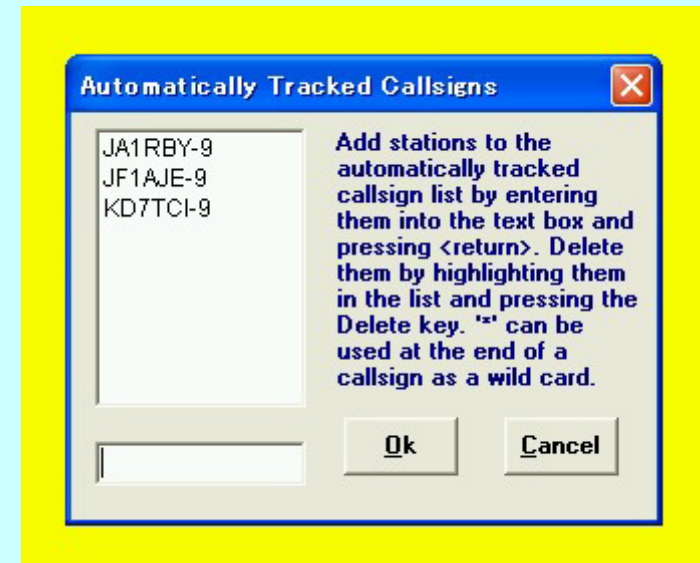 Automatically Tracked Callsigns
JA1RBY-9
JF1AJE-9
KD7TCI-9
Add stations to the
automatically tracked
callsign list by entering
them into the text box and
pressing <return>. Delete
them by highlighting them
in the list and pressing the
Delete key. '*' can be
used at the end of a
callsign as a wild card.
Ok
Cancel